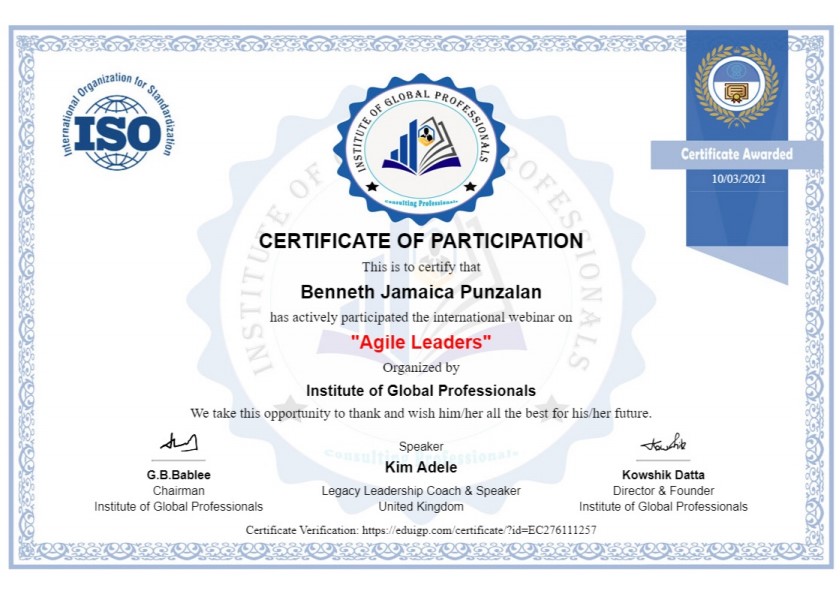 International Organization for Standardization
ISO
INSTITUTE OF GLOBAL PROFESSIONALS
Consulting Professionals
Certificate Awarded
10/03/2021
CERTIFICATE OF PARTICIPATION
This is to certify that
Benneth Jamaica Punzalan
has actively participated the international webinar on
"Agile Leaders"
Organized by
Institute of Global Professionals
We take this opportunity to thank and wish him/her all the best for his/her future.
G.B.Bablee
Chairman
Institute of Global Professionals
Speaker
Kim Adele
Legacy Leadership Coach & Speaker
United Kingdom
Kowshik Datta
Director & Founder
Institute of Global Professionals
Certificate Verification: https://eduigp.com/certificate/?id=EC276111257